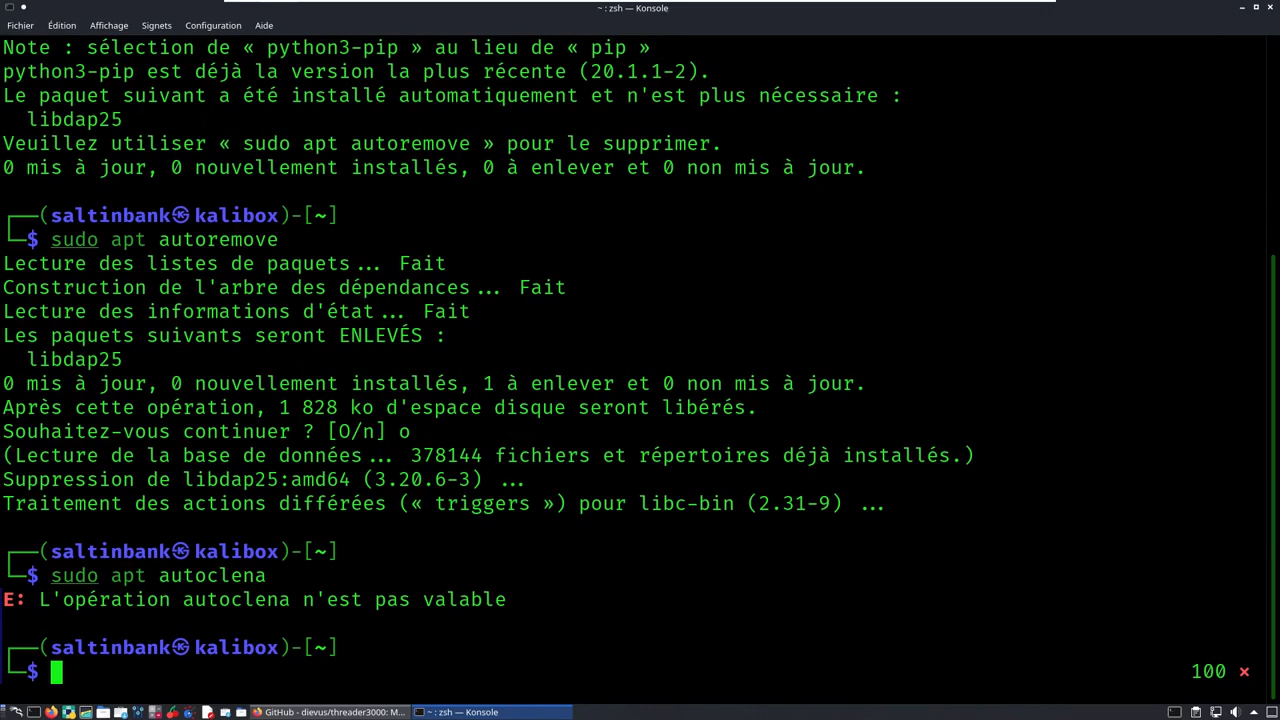 ~ : zsh — Konsole
Fichier Édition Affichage Signets Configuration Aide
Note : sélection de « python3-pip » au lieu de « pip »
python3-pip est déjà la version la plus récente (20.1.1-2).
Le paquet suivant a été installé automatiquement et n'est plus nécessaire :
  libdap25
Veuillez utiliser « sudo apt autoremove » pour le supprimer.
0 mis à jour, 0 nouvellement installés, 0 à enlever et 0 non mis à jour.
┌──(saltinbank㉿kalibox)-[~]
└─$ sudo apt autoremove
Lecture des listes de paquets... Fait
Construction de l'arbre des dépendances... Fait
Lecture des informations d'état... Fait
Les paquets suivants seront ENLEVÉS :
  libdap25
0 mis à jour, 0 nouvellement installés, 1 à enlever et 0 non mis à jour.
Après cette opération, 1 828 ko d'espace disque seront libérés.
Souhaitez-vous continuer ? [O/n] o
(Lecture de la base de données... 378144 fichiers et répertoires déjà installés.)
Suppression de libdap25:amd64 (3.20.6-3) ...
Traitement des actions différées (« triggers ») pour libc-bin (2.31-9) ...
┌──(saltinbank㉿kalibox)-[~]
└─$ sudo apt autoclena
E: L'opération autoclena n'est pas valable
┌──(saltinbank㉿kalibox)-[~]
└─$ 100 ⨯
GitHub - dievus/threader3000: M... ~ : zsh — Konsole